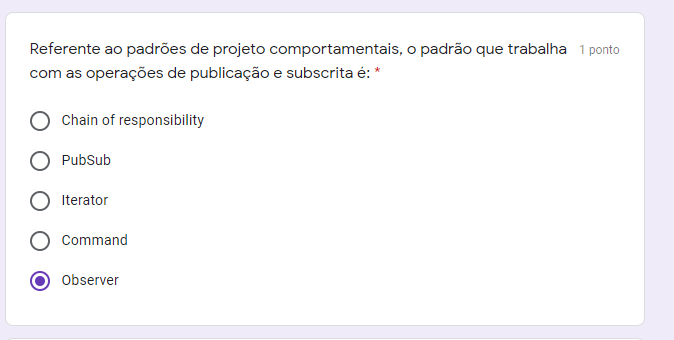 Referente ao padrões de projeto comportamentais, o padrão que trabalha 1 ponto
com as operações de publicação e subscrita é: *
Chain of responsibility
PubSub
Iterator
Command
Observer